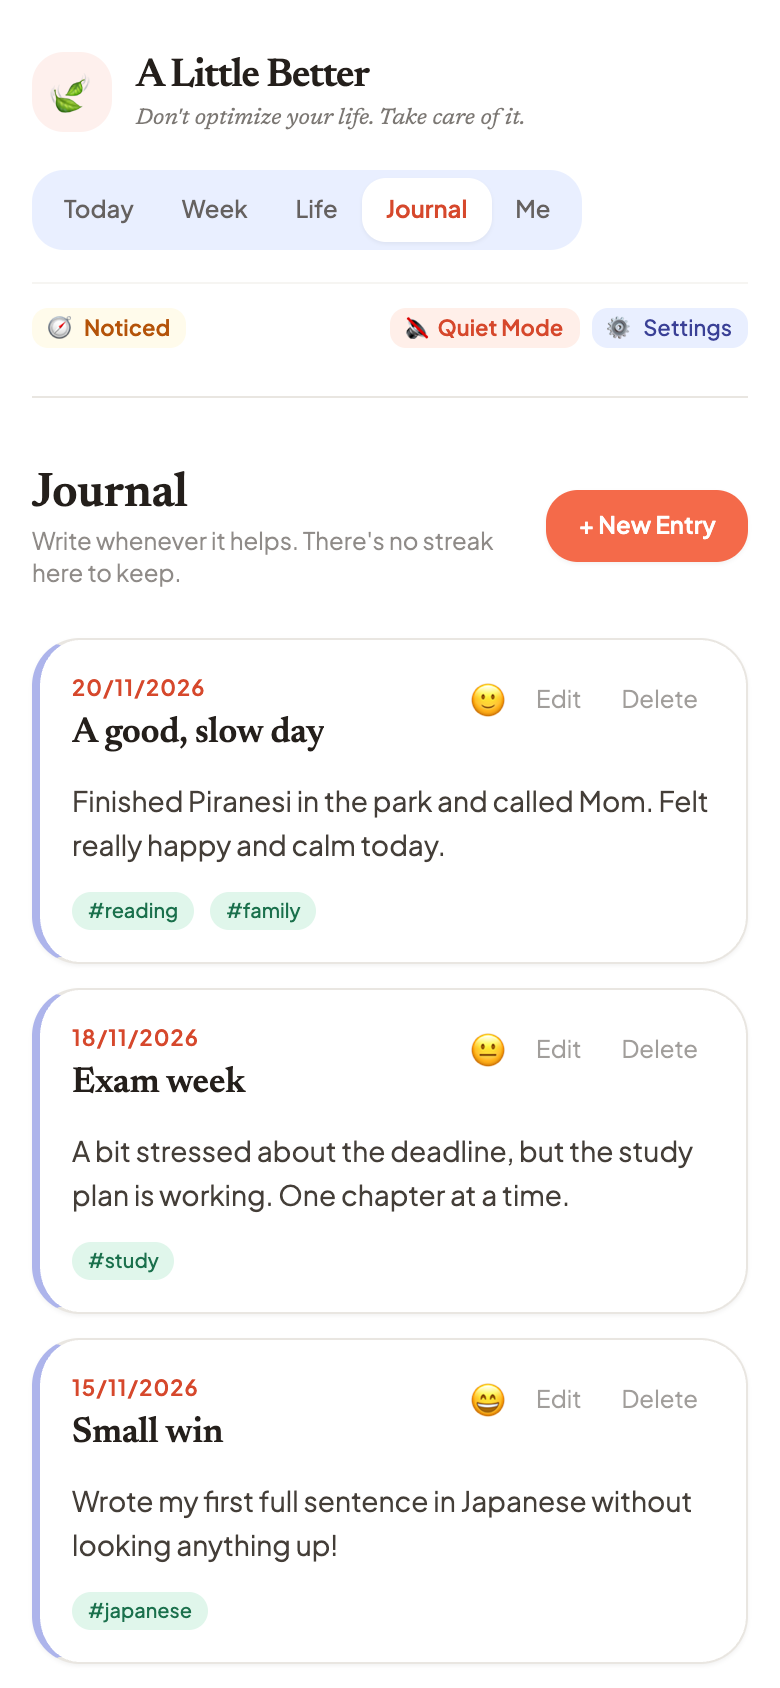 A Little Better
Don't optimize your life. Take care of it.
Today Week Life Journal Me
Noticed Quiet Mode Settings
Journal
Write whenever it helps. There's no streak
here to keep.
+ New Entry
20/11/2026
Edit Delete
A good, slow day
Finished Piranesi in the park and called Mom. Felt
really happy and calm today.
#reading #family
18/11/2026
Edit Delete
Exam week
A bit stressed about the deadline, but the study
plan is working. One chapter at a time.
#study
15/11/2026
Edit Delete
Small win
Wrote my first full sentence in Japanese without
looking anything up!
#japanese